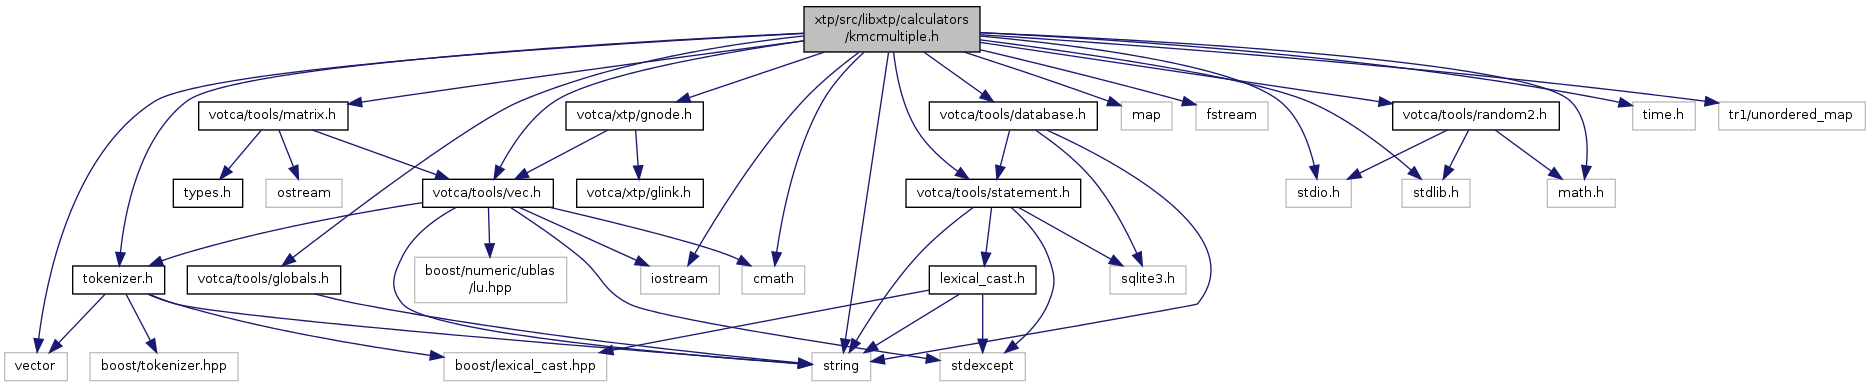 xtp/src/libxtp/calculators
/kmcmultiple.h
votca/tools/matrix.h
votca/xtp/gnode.h
votca/tools/database.h
map
fstream
votca/tools/random2.h
time.h
tr1/unordered_map
types.h
ostream
votca/tools/vec.h
votca/xtp/glink.h
votca/tools/statement.h
stdio.h
stdlib.h
math.h
tokenizer.h
votca/tools/globals.h
boost/numeric/ublas
/lu.hpp
iostream
cmath
lexical_cast.h
sqlite3.h
vector
boost/tokenizer.hpp
boost/lexical_cast.hpp
string
stdexcept